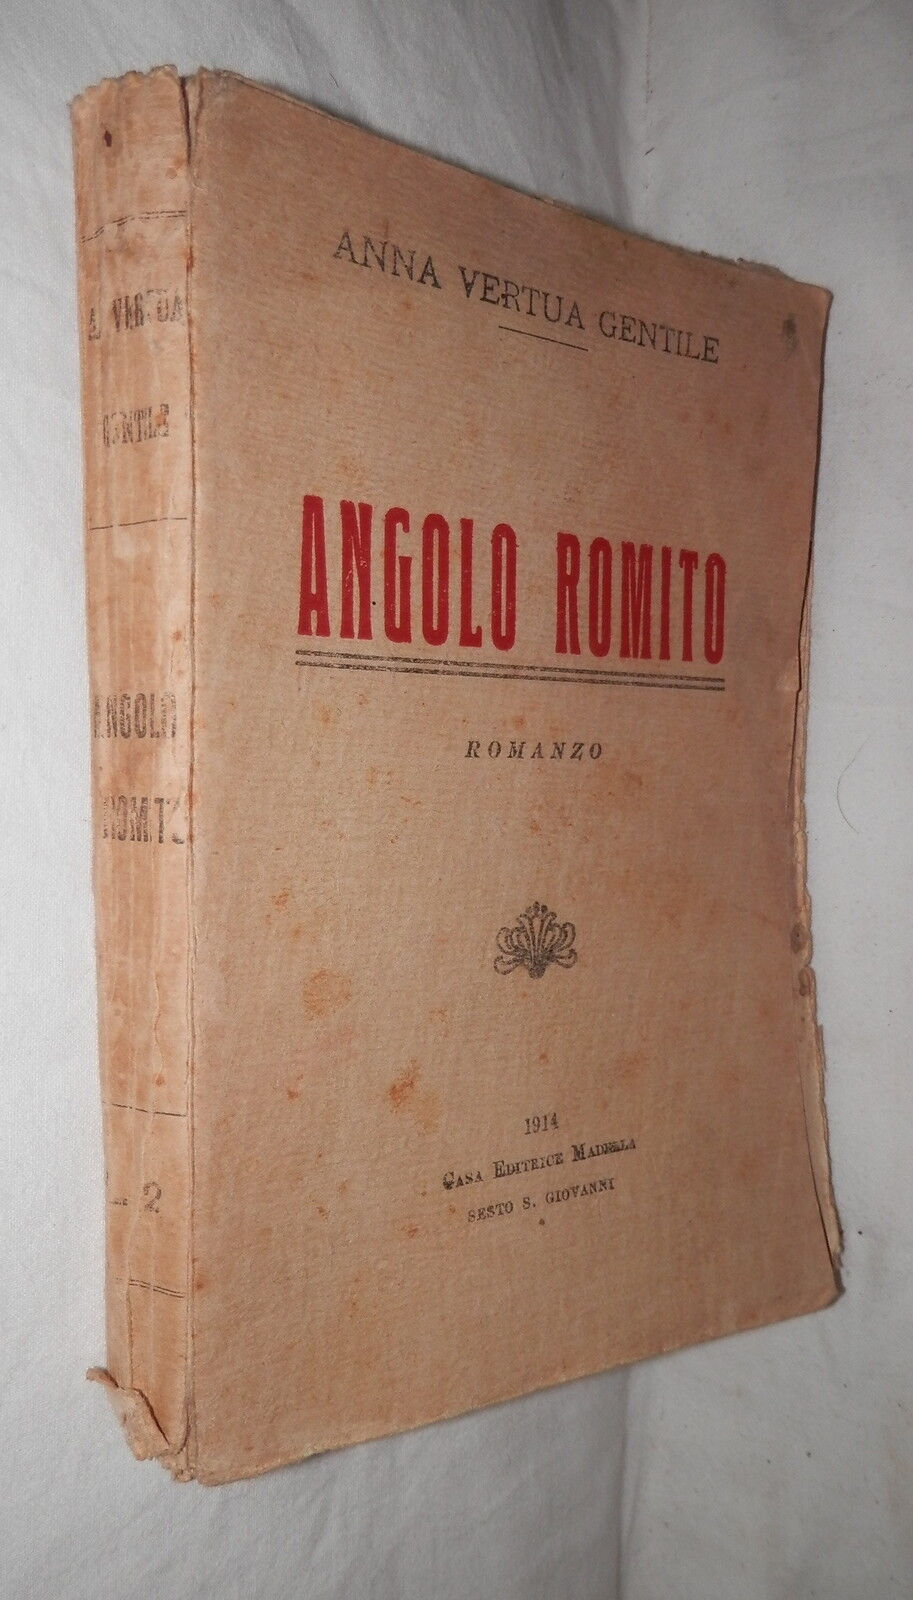 A. VERTUA
GENTILE
ANGOLO
ROMITO
2
ANNA VERTUA GENTILE
ANGOLO ROMITO
ROMANZO
1914
CASA EDITRICE MADELLA
SESTO S. GIOVANNI